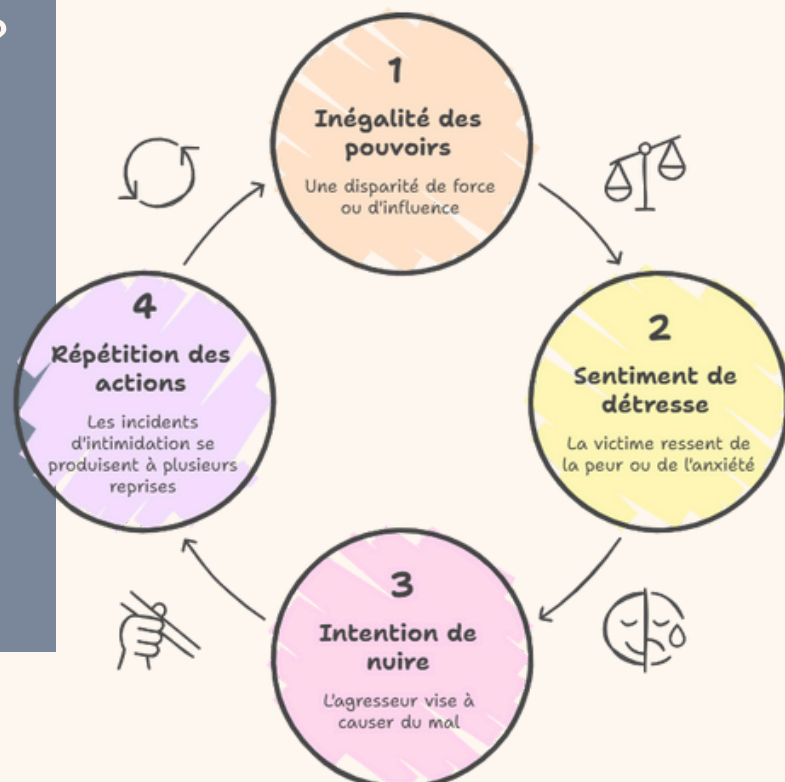 1
Inégalité des
pouvoirs
Une disparité de force
ou d'influence
2
Sentiment de
détresse
La victime ressent de
la peur ou de l'anxiété
3
Intention de
nuire
L'agresseur vise à
causer du mal
4
Répétition des
actions
Les incidents
d'intimidation se
produisent à plusieurs
reprises